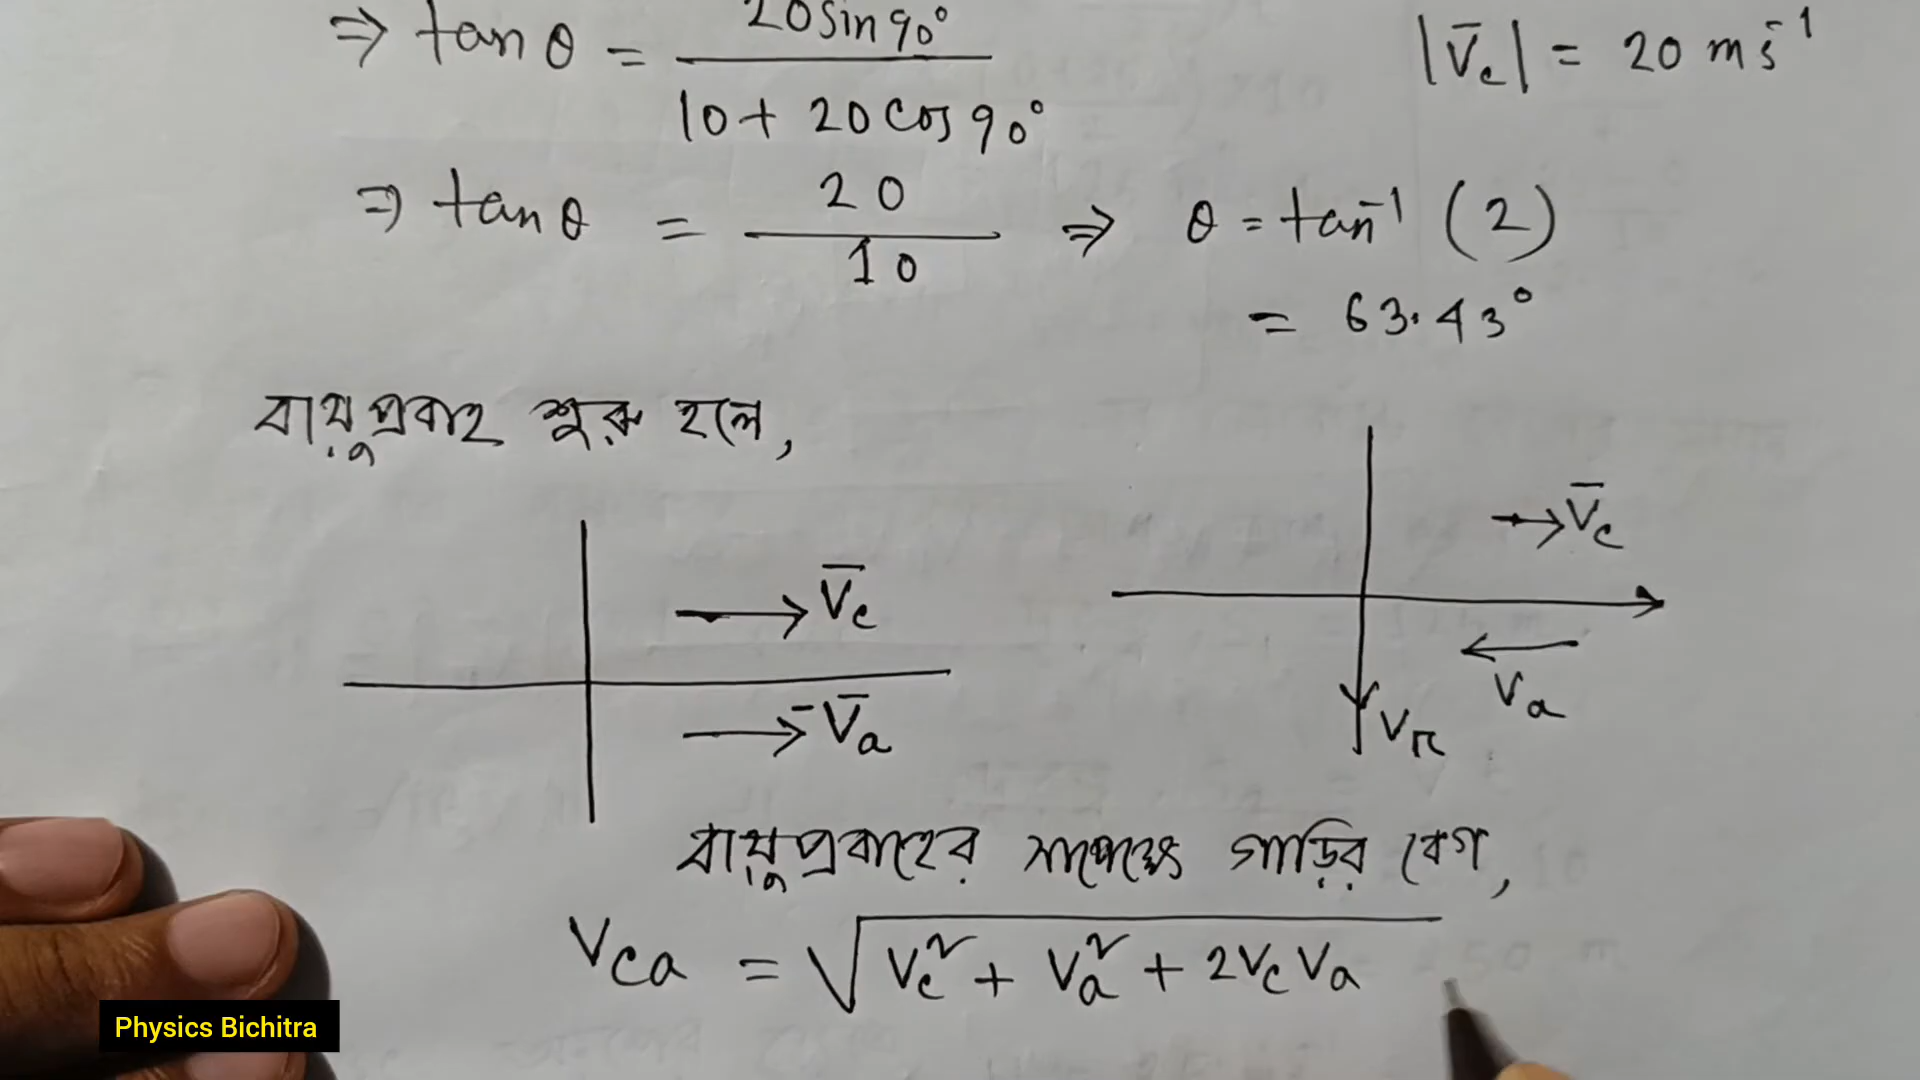 ⇒ tan θ = 20 sin 90° / 10 + 20 cos 90°
|V̄c| = 20 ms⁻¹
⇒ tan θ = 20 / 10 ⇒ θ = tan⁻¹ (2)
= 63.43°
বায়ুপ্রবাহ শুরু হলে,
V̄c
-V̄a
V̄c
Va
Vr
বায়ুপ্রবাহের সাপেক্ষে গাড়ির বেগ,
Vca = √Vc² + Va² + 2VcVa
Physics Bichitra